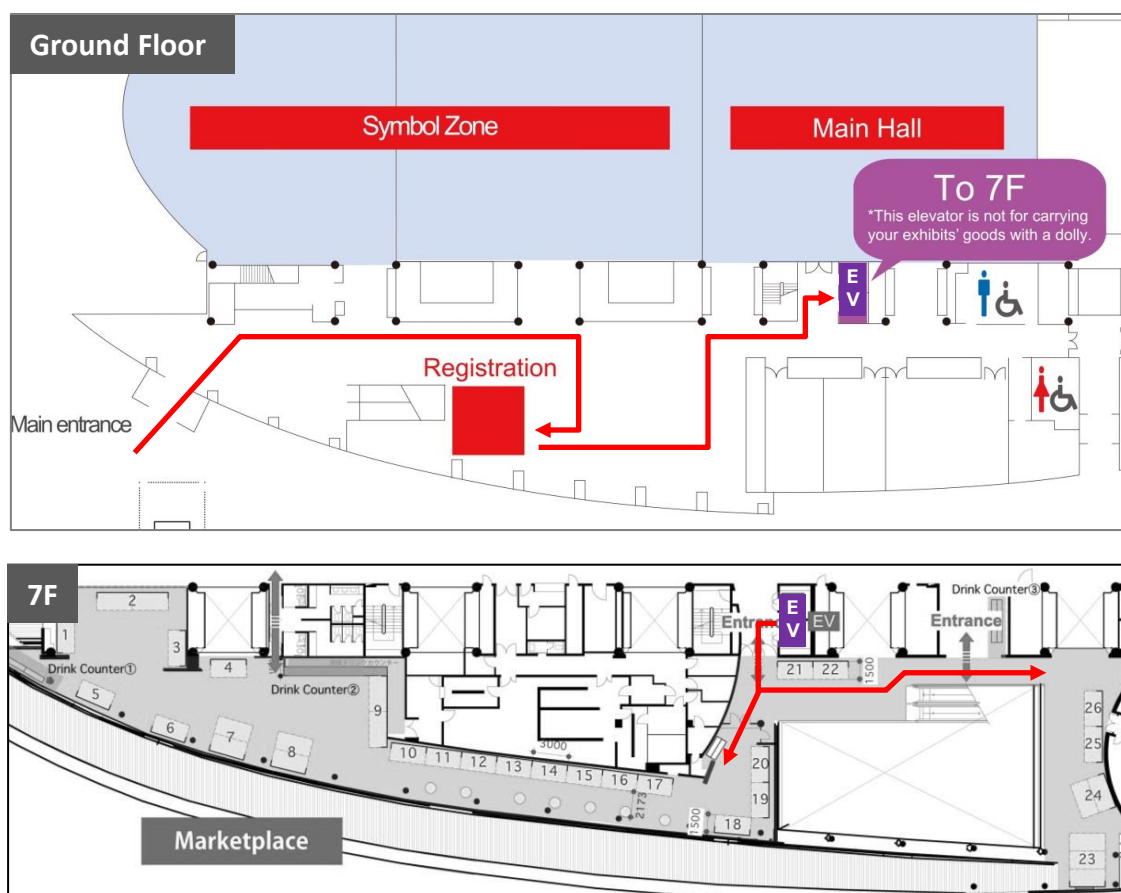 Ground Floor
Symbol Zone
Main Hall
To 7F
*This elevator is not for carrying
your exhibits' goods with a dolly.
E
V
Registration
Main entrance
7F
2
1
3
4
Drink Counter①
Drink Counter②
5
6
7
8
9
10
11
12
13
14
15
16
17
3000
2173
1500
18
19
20
21
22
1500
E
V
EV
Entrance
Drink Counter③
Entrance
26
25
24
23
Marketplace